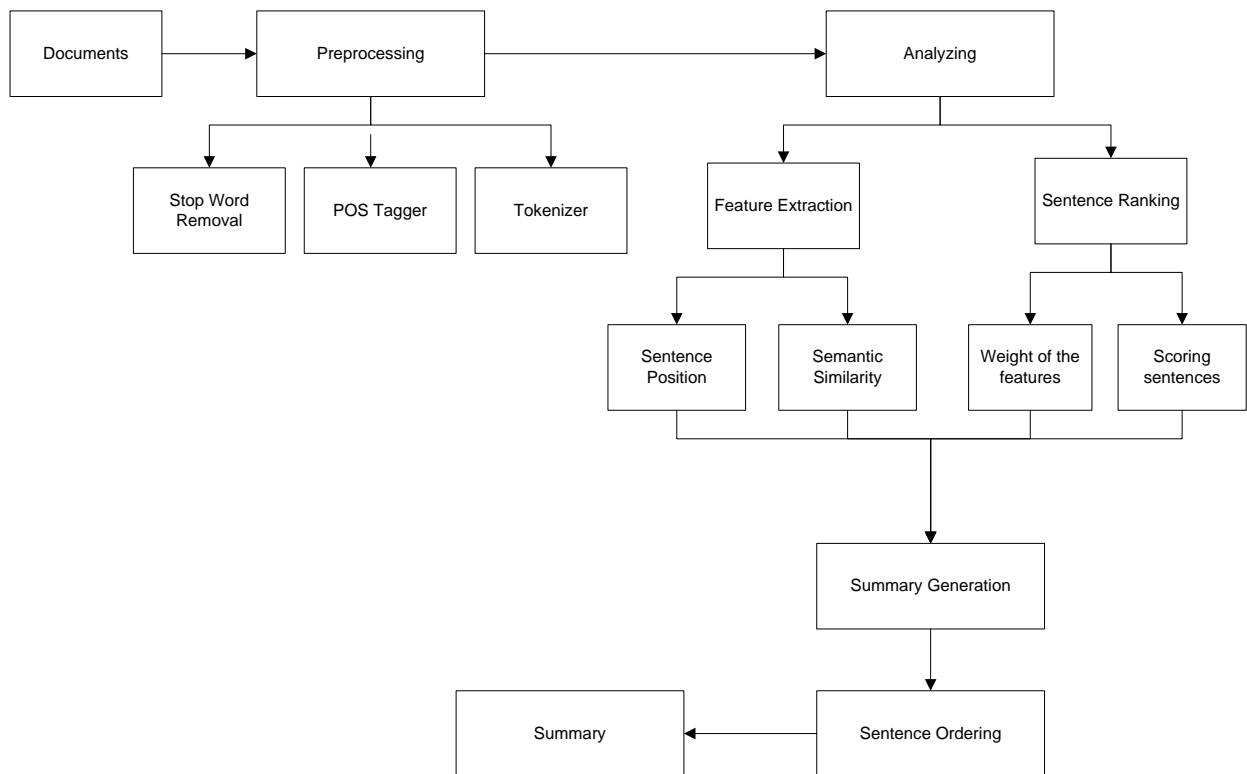 Documents
Preprocessing
Analyzing
Stop Word
Removal
POS Tagger
Tokenizer
Feature Extraction
Sentence Ranking
Sentence
Position
Semantic
Similarity
Weight of the
features
Scoring
sentences
Summary Generation
Summary
Sentence Ordering